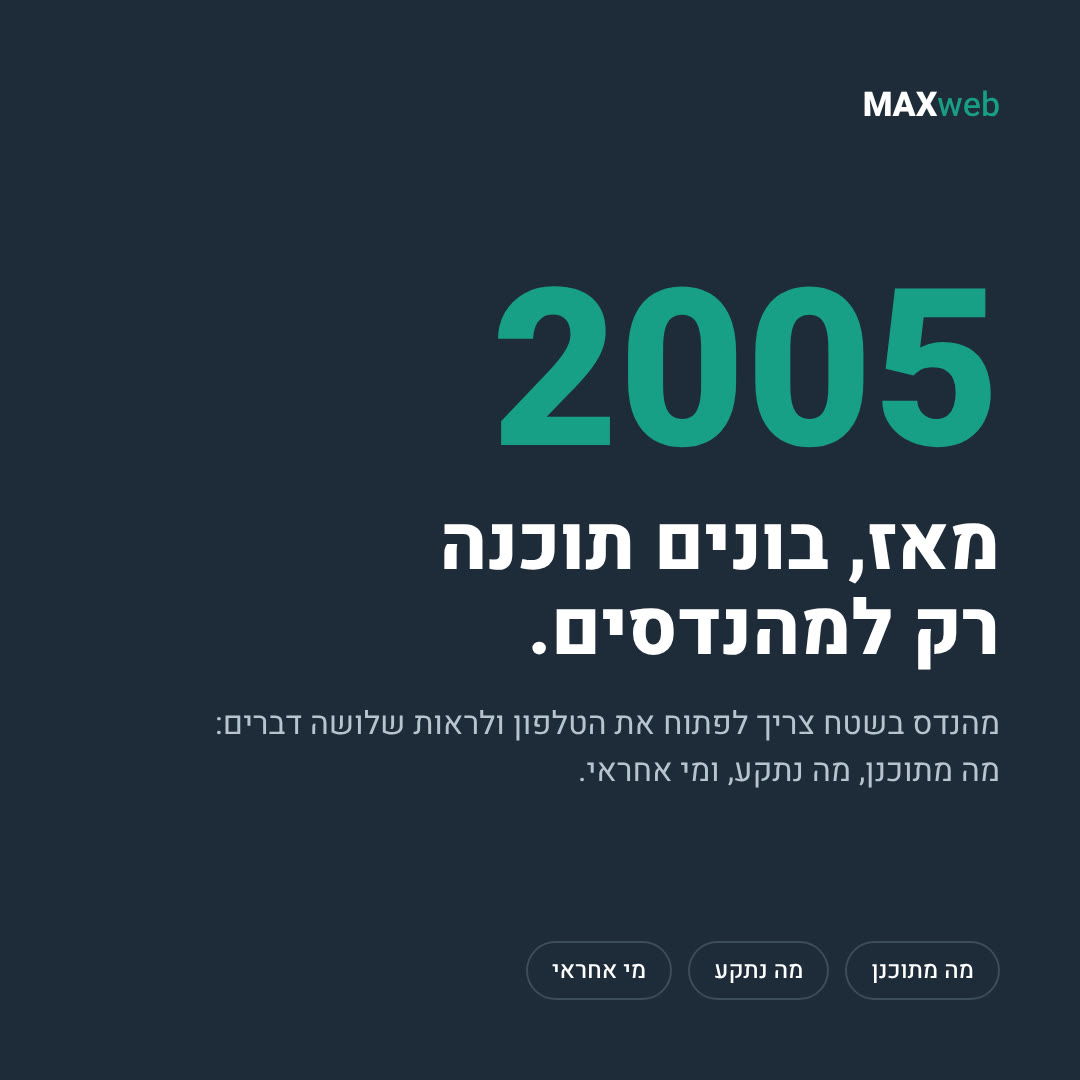 MAXweb
2005
מאז, בונים תוכנה
רק למהנדסים.
מהנדס בשטח צריך לפתוח את הטלפון ולראות שלושה דברים:
מה מתוכנן, מה נתקע, ומי אחראי.
מה מתוכנן
מה נתקע
מי אחראי